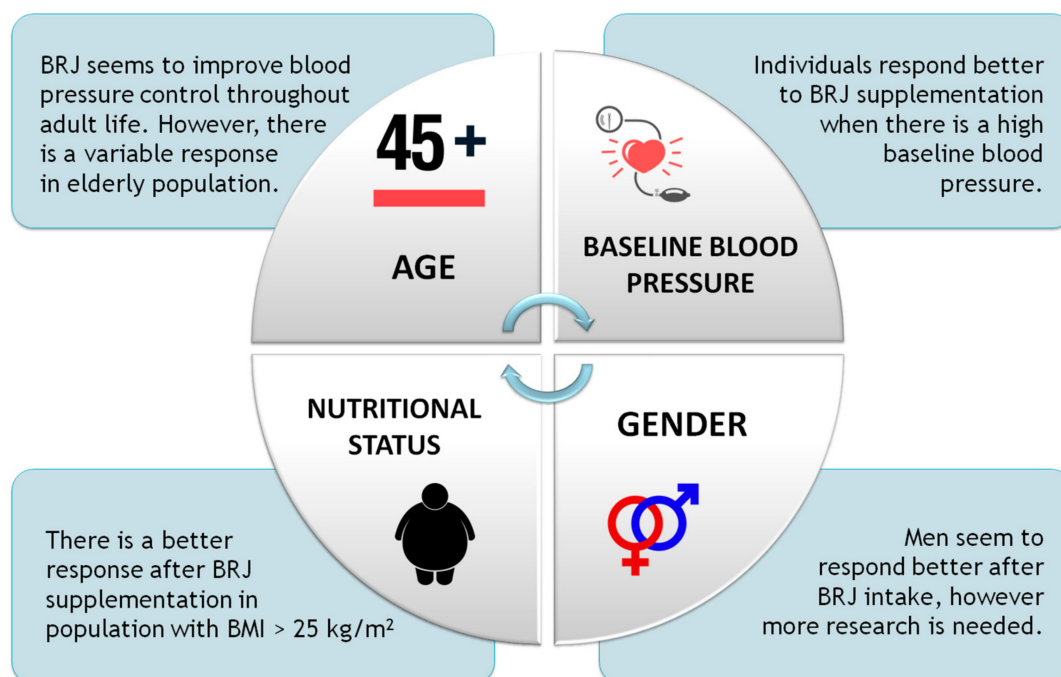 BRJ seems to improve blood
pressure control throughout
adult life. However, there
is a variable response
in elderly population.
45+
AGE
Individuals respond better
to BRJ supplementation
when there is a high
baseline blood
pressure.
BASELINE BLOOD
PRESSURE
NUTRITIONAL
STATUS
There is a better
response after BRJ
supplementation in
population with BMI > 25 kg/m²
GENDER
Men seem to
respond better after
BRJ intake, however
more research is needed.